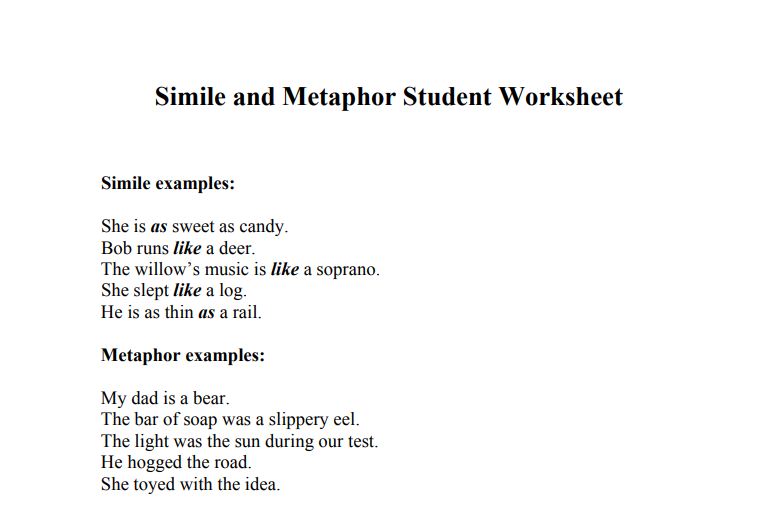 Simile and Metaphor Student Worksheet
Simile examples:
She is as sweet as candy.
Bob runs like a deer.
The willow’s music is like a soprano.
She slept like a log.
He is as thin as a rail.
Metaphor examples:
My dad is a bear.
The bar of soap was a slippery eel.
The light was the sun during our test.
He hogged the road.
She toyed with the idea.